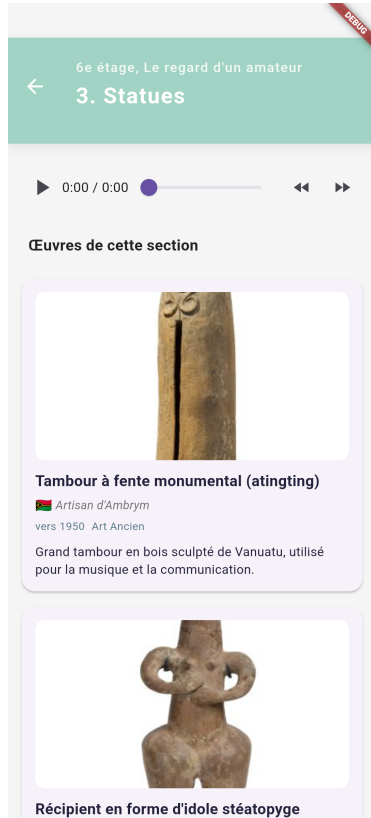 DEBUG
6e étage, Le regard d'un amateur
3. Statues
0:00 / 0:00
Œuvres de cette section
Tambour à fente monumental (atingting)
Artisan d'Ambrym
vers 1950 Art Ancien
Grand tambour en bois sculpté de Vanuatu, utilisé
pour la musique et la communication.
Récipient en forme d'idole stéatopyge